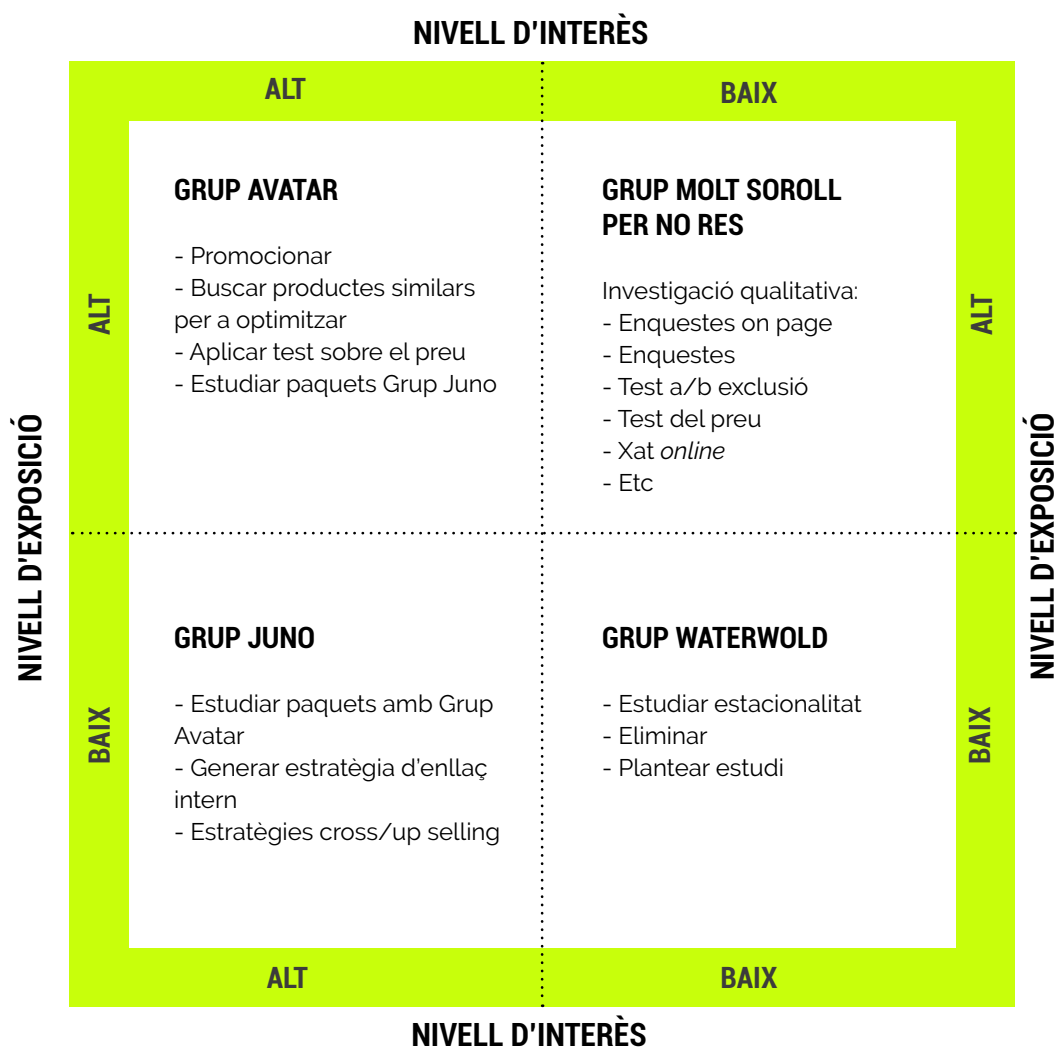 NIVELL D'INTERÈS
ALT
BAIX
NIVELL D'EXPOSICIÓ
ALT
GRUP AVATAR
- Promocionar
- Buscar productes similars
per a optimitzar
- Aplicar test sobre el preu
- Estudiar paquets Grup Juno
GRUP MOLT SOROLL
PER NO RES
Investigació qualitativa:
- Enquestes on page
- Enquestes
- Test a/b exclusió
- Test del preu
- Xat online
- Etc
ALT
NIVELL D'EXPOSICIÓ
BAIX
GRUP JUNO
- Estudiar paquets amb Grup
Avatar
- Generar estratègia d'enllaç
intern
- Estratègies cross/up selling
GRUP WATERWOLD
- Estudiar estacionalitat
- Eliminar
- Plantear estudi
BAIX
ALT
BAIX
NIVELL D'INTERÈS